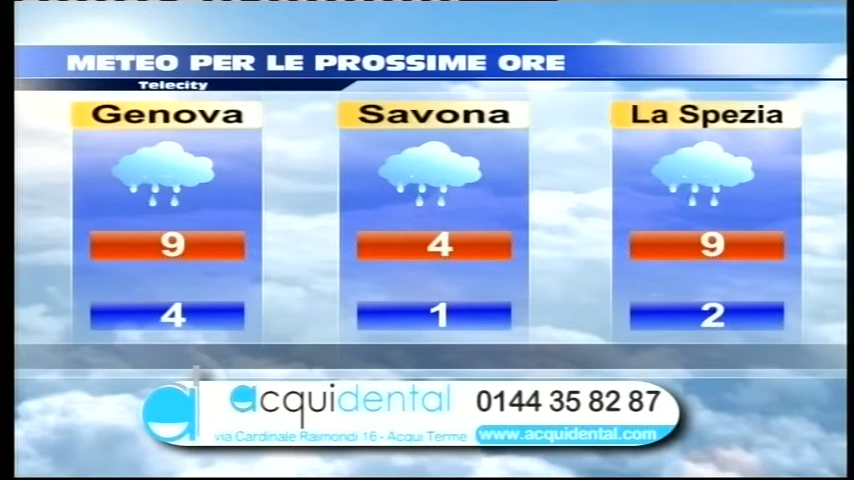 METEO PER LE PROSSIME ORE
Telecity
Genova Savona La Spezia
9 4 9
4 1 2
acquidental 0144 35 82 87
via Cardinale Raimondi 16 - Acqui Terme www.acquidental.com